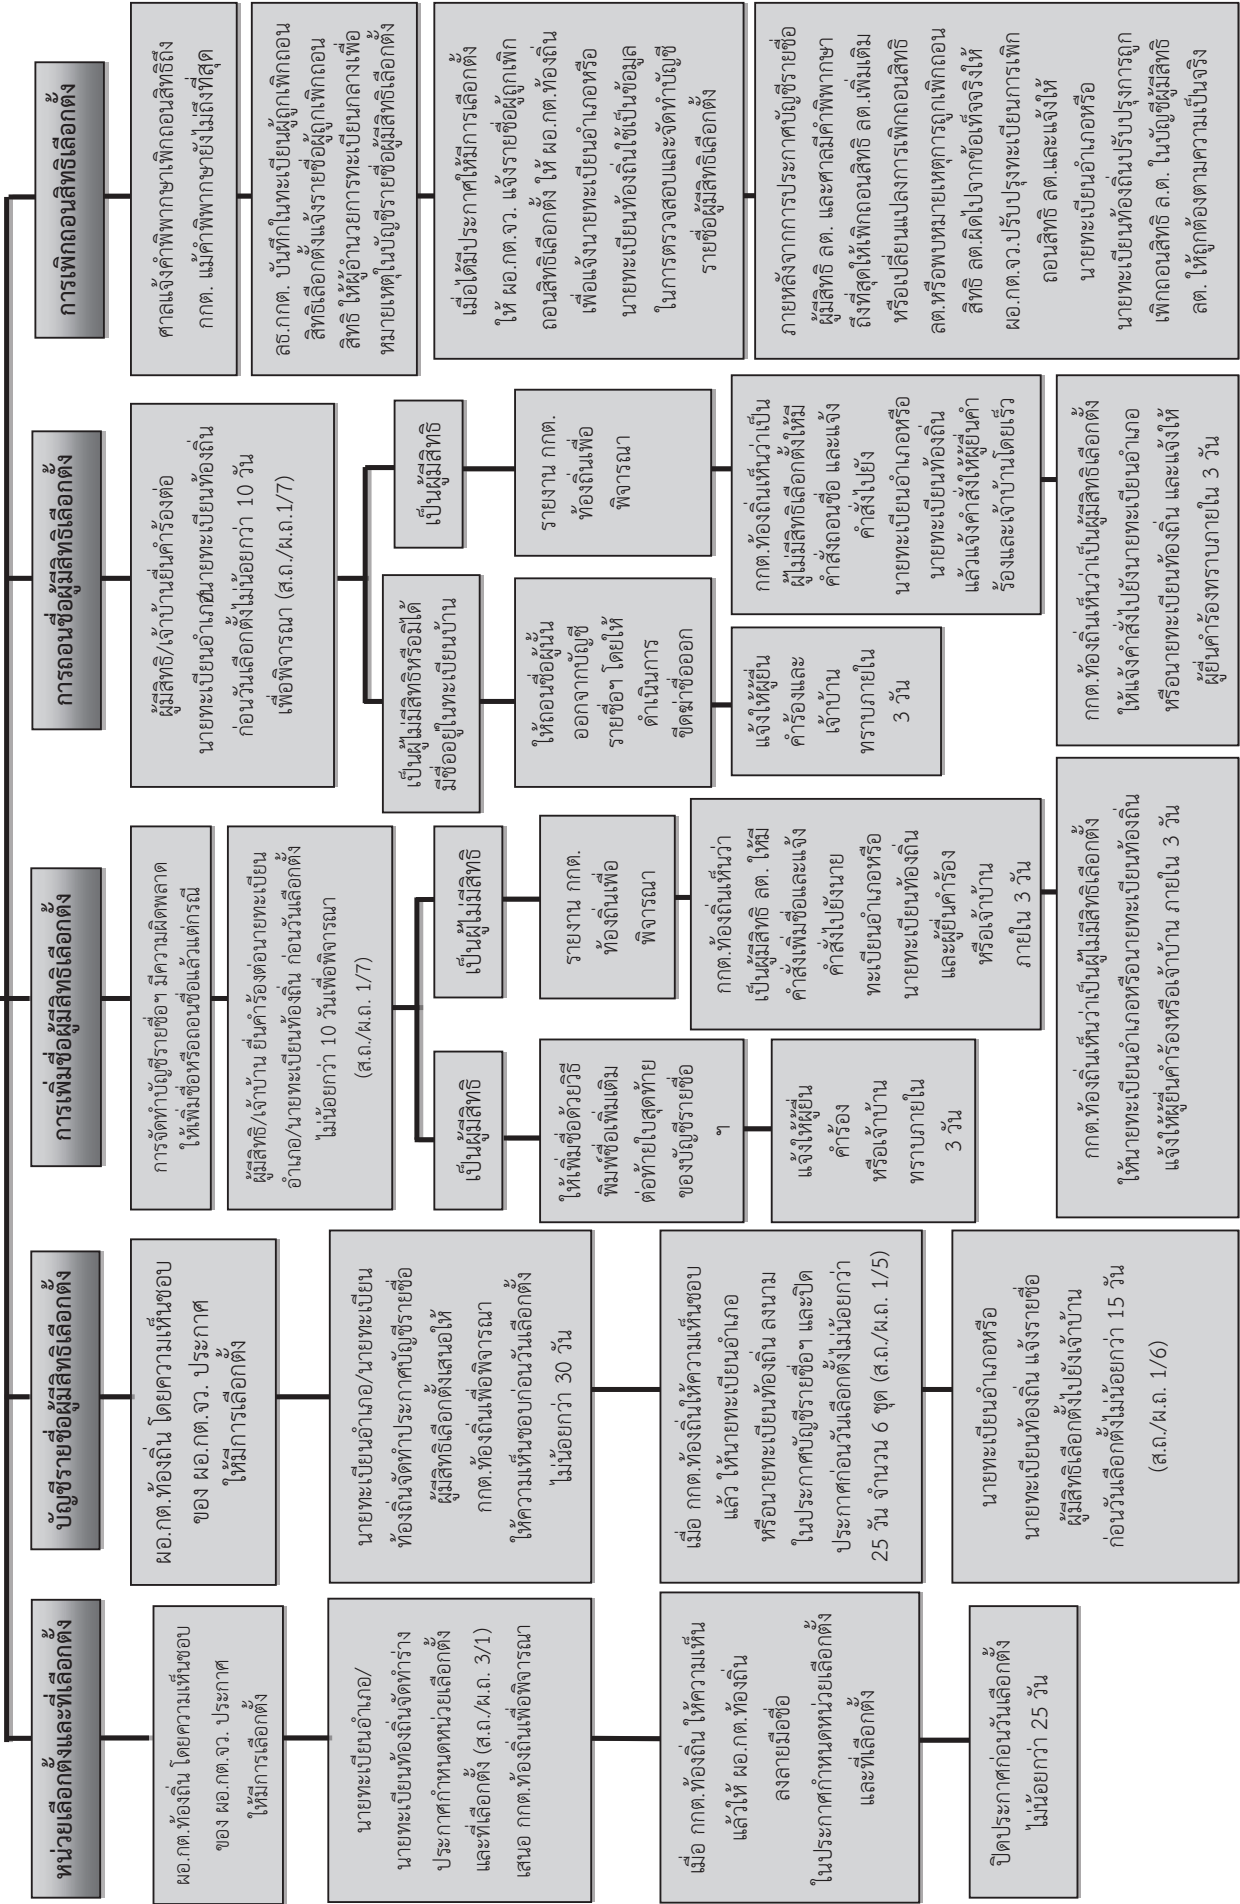 หน่วยเลือกตั้งและที่เลือกตั้ง
ผอ.กต.ท้องถิ่น โดยความเห็นชอบ
ของ ผอ.กต.จว. ประกาศ
ให้มีการเลือกตั้ง
นายทะเบียนอำเภอ/
นายทะเบียนท้องถิ่นจัดทำร่าง
ประกาศกำหนดหน่วยเลือกตั้ง
และที่เลือกตั้ง (ส.ถ./ผ.ถ. 3/1)
เสนอ กกต.ท้องถิ่นเพื่อพิจารณา
เมื่อ กกต.ท้องถิ่น ให้ความเห็น
แล้วให้ ผอ.กต.ท้องถิ่น
ลงลายมือชื่อ
ในประกาศกำหนดหน่วยเลือกตั้ง
และที่เลือกตั้ง
ปิดประกาศก่อนวันเลือกตั้ง
ไม่น้อยกว่า 25 วัน
บัญชีรายชื่อผู้มีสิทธิเลือกตั้ง
ผอ.กต.ท้องถิ่น โดยความเห็นชอบ
ของ ผอ.กต.จว. ประกาศ
ให้มีการเลือกตั้ง
นายทะเบียนอำเภอ/นายทะเบียน
ท้องถิ่นจัดทำประกาศบัญชีรายชื่อ
ผู้มีสิทธิเลือกตั้งเสนอให้
กกต.ท้องถิ่นเพื่อพิจารณา
ให้ความเห็นชอบก่อนวันเลือกตั้ง
ไม่น้อยกว่า 30 วัน
เมื่อ กกต.ท้องถิ่นให้ความเห็นชอบ
แล้ว ให้นายทะเบียนอำเภอ
หรือนายทะเบียนท้องถิ่น ลงนาม
ในประกาศบัญชีรายชื่อฯ และปิด
ประกาศก่อนวันเลือกตั้งไม่น้อยกว่า
25 วัน จำนวน 6 ชุด (ส.ถ./ผ.ถ. 1/5)
นายทะเบียนอำเภอหรือ
นายทะเบียนท้องถิ่น แจ้งรายชื่อ
ผู้มีสิทธิเลือกตั้งไปยังเจ้าบ้าน
ก่อนวันเลือกตั้งไม่น้อยกว่า 15 วัน
(ส.ถ./ผ.ถ. 1/6)
การเพิ่มชื่อผู้มีสิทธิเลือกตั้ง
การจัดทำบัญชีรายชื่อฯ มีความผิดพลาด
ให้เพิ่มชื่อหรือถอนชื่อแล้วแต่กรณี
ผู้มีสิทธิ/เจ้าบ้าน ยื่นคำร้องต่อนายทะเบียน
อำเภอ/นายทะเบียนท้องถิ่น ก่อนวันเลือกตั้ง
ไม่น้อยกว่า 10 วันเพื่อพิจารณา
(ส.ถ./ผ.ถ. 1/7)
เป็นผู้มีสิทธิ
ให้เพิ่มชื่อด้วยวิธี
พิมพ์ชื่อเพิ่มเติม
ต่อท้ายใบสุดท้าย
ของบัญชีรายชื่อ
ฯ
แจ้งให้ผู้ยื่น
คำร้อง
หรือเจ้าบ้าน
ทราบภายใน
3 วัน
เป็นผู้ไม่มีสิทธิ
รายงาน กกต.
ท้องถิ่นเพื่อ
พิจารณา
กกต.ท้องถิ่นเห็นว่า
เป็นผู้มีสิทธิ ลต. ให้มี
คำสั่งเพิ่มชื่อและแจ้ง
คำสั่งไปยังนาย
ทะเบียนอำเภอหรือ
นายทะเบียนท้องถิ่น
และผู้ยื่นคำร้อง
หรือเจ้าบ้าน
ภายใน 3 วัน
กกต.ท้องถิ่นเห็นว่าเป็นผู้ไม่มีสิทธิเลือกตั้ง
ให้นายทะเบียนอำเภอหรือนายทะเบียนท้องถิ่น
แจ้งให้ผู้ยื่นคำร้องหรือเจ้าบ้าน ภายใน 3 วัน
การถอนชื่อผู้มีสิทธิเลือกตั้ง
ผู้มีสิทธิ/เจ้าบ้านยื่นคำร้องต่อ
นายทะเบียนอำเภอ/นายทะเบียนท้องถิ่น
ก่อนวันเลือกตั้งไม่น้อยกว่า 10 วัน
เพื่อพิจารณา (ส.ถ./ผ.ถ.1/7)
เป็นผู้ไม่มีสิทธิหรือมิได้
มีชื่ออยู่ในทะเบียนบ้าน
ให้ถอนชื่อผู้นั้น
ออกจากบัญชี
รายชื่อฯ โดยให้
ดำเนินการ
ขีดฆ่าชื่อออก
แจ้งให้ผู้ยื่น
คำร้องและ
เจ้าบ้าน
ทราบภายใน
3 วัน
เป็นผู้มีสิทธิ
รายงาน กกต.
ท้องถิ่นเพื่อ
พิจารณา
กกต.ท้องถิ่นเห็นว่าเป็น
ผู้ไม่มีสิทธิเลือกตั้งให้มี
คำสั่งถอนชื่อ และแจ้ง
คำสั่งไปยัง
นายทะเบียนอำเภอหรือ
นายทะเบียนท้องถิ่น
แล้วแจ้งคำสั่งให้ผู้ยื่นคำ
ร้องและเจ้าบ้านโดยเร็ว
กกต.ท้องถิ่นเห็นว่าเป็นผู้มีสิทธิเลือกตั้ง
ให้แจ้งคำสั่งไปยังนายทะเบียนอำเภอ
หรือนายทะเบียนท้องถิ่น และแจ้งให้
ผู้ยื่นคำร้องทราบภายใน 3 วัน
การเพิกถอนสิทธิเลือกตั้ง
ศาลแจ้งคำพิพากษาเพิกถอนสิทธิถึง
กกต. แม้คำพิพากษายังไม่ถึงที่สุด
ลธ.กกต. บันทึกในทะเบียนผู้ถูกเพิกถอน
สิทธิเลือกตั้งแจ้งรายชื่อผู้ถูกเพิกถอน
สิทธิ ให้ผู้อำนวยการทะเบียนกลางเพื่อ
หมายเหตุในบัญชีรายชื่อผู้มีสิทธิเลือกตั้ง
เมื่อได้มีประกาศให้มีการเลือกตั้ง
ให้ ผอ.กต.จว. แจ้งรายชื่อผู้ถูกเพิก
ถอนสิทธิเลือกตั้ง ให้ ผอ.กต.ท้องถิ่น
เพื่อแจ้งนายทะเบียนอำเภอหรือ
นายทะเบียนท้องถิ่นใช้เป็นข้อมูล
ในการตรวจสอบและจัดทำบัญชี
รายชื่อผู้มีสิทธิเลือกตั้ง
ภายหลังจากการประกาศบัญชีรายชื่อ
ผู้มีสิทธิ ลต. และศาลมีคำพิพากษา
ถึงที่สุดให้เพิกถอนสิทธิ ลต.เพิ่มเติม
หรือเปลี่ยนแปลงการเพิกถอนสิทธิ
ลต.หรือพบหมายเหตุการถูกเพิกถอน
สิทธิ ลต.ผิดไปจากข้อเท็จจริงให้
ผอ.กต.จว.ปรับปรุงทะเบียนการเพิก
ถอนสิทธิ ลต.และแจ้งให้
นายทะเบียนอำเภอหรือ
นายทะเบียนท้องถิ่นปรับปรุงการถูก
เพิกถอนสิทธิ ล.ต. ในบัญชีผู้มีสิทธิ
ลต. ให้ถูกต้องตามความเป็นจริง